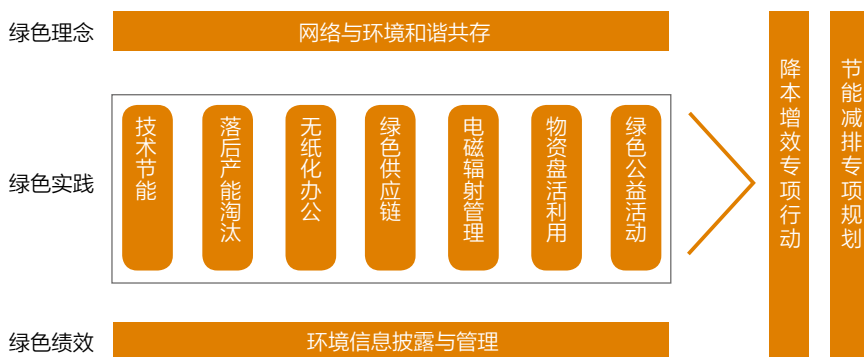 绿色理念
网络与环境和谐共存
绿色实践
技术节能
落后产能淘汰
无纸化办公
绿色供应链
电磁辐射管理
物资盘活利用
绿色公益活动
绿色绩效
环境信息披露与管理
降本增效专项行动
节能减排专项规划